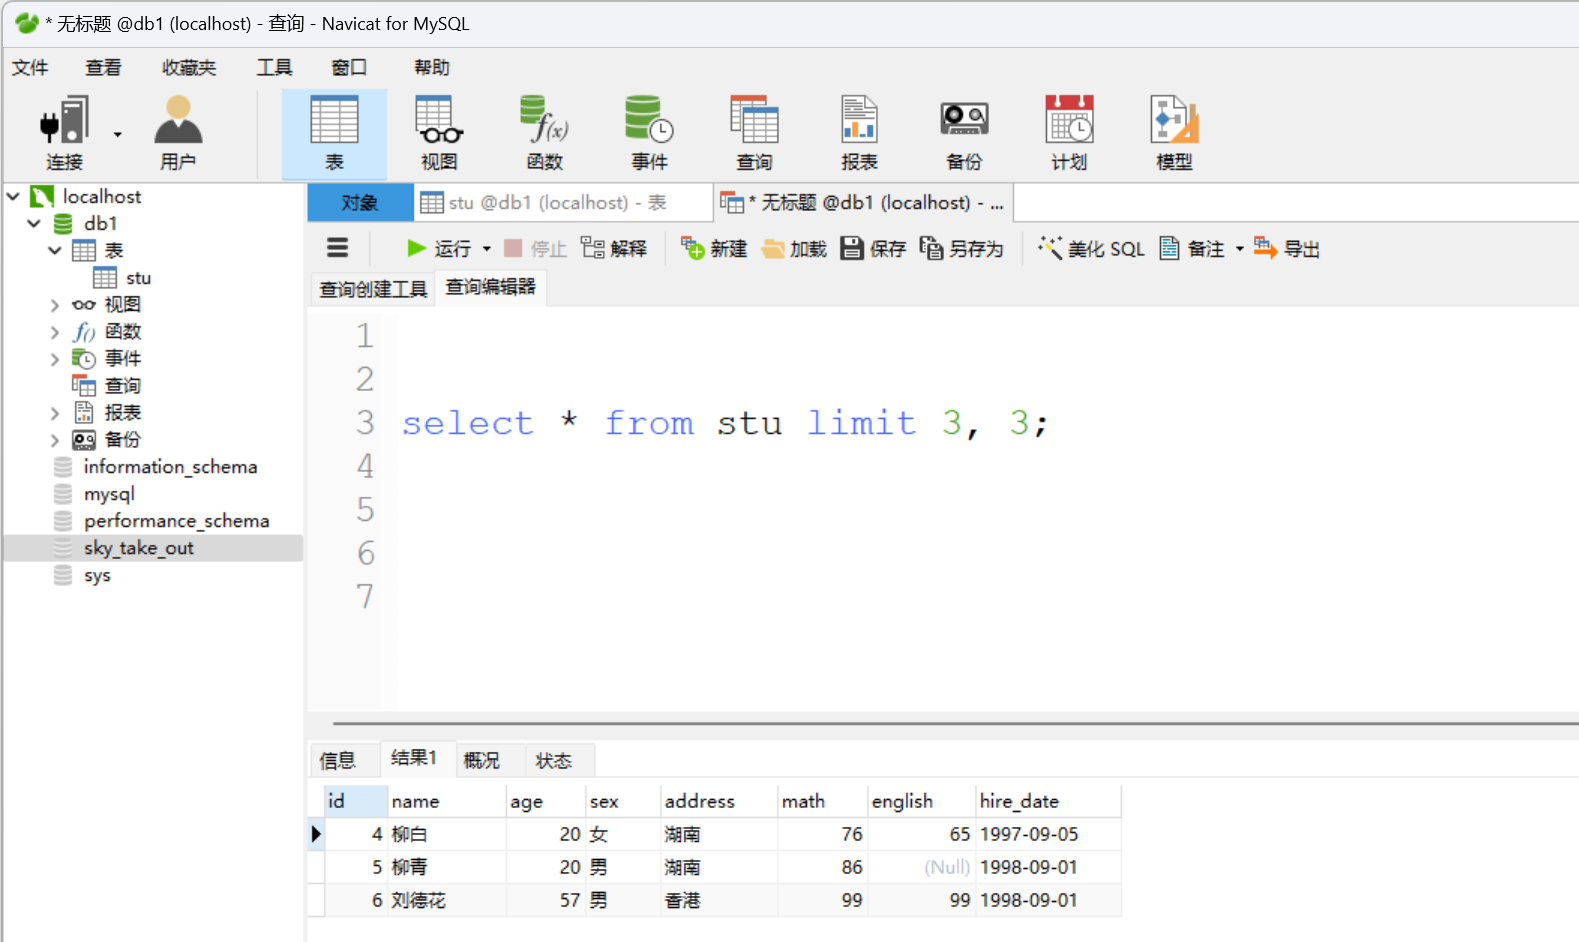 * 无标题 @db1 (localhost) - 查询 - Navicat for MySQL
文件 查看 收藏夹 工具 窗口 帮助
连接 用户 表 视图 函数 事件 查询 报表 备份 计划 模型
localhost
db1
表
stu
视图
函数
事件
查询
报表
备份
information_schema
mysql
performance_schema
sky_take_out
sys
对象 stu @db1 (localhost) - 表 * 无标题 @db1 (localhost) - ...
运行 停止 解释 新建 加载 保存 另存为 美化 SQL 备注 导出
查询创建工具 查询编辑器
1
2
3 select * from stu limit 3, 3;
4
5
6
7
信息 结果1 概况 状态
id name age sex address math english hire_date
4 柳白 20 女 湖南 76 65 1997-09-05
5 柳青 20 男 湖南 86 (Null) 1998-09-01
6 刘德花 57 男 香港 99 99 1998-09-01